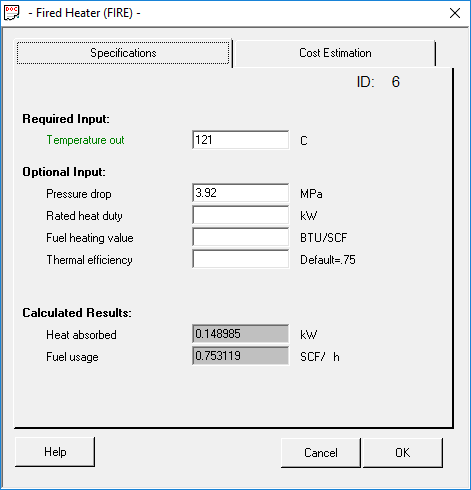 DOC
- Fired Heater (FIRE) -
Specifications
Cost Estimation
ID: 6
Required Input:
Temperature out 121 C
Optional Input:
Pressure drop 3.92 MPa
Rated heat duty kW
Fuel heating value BTU/SCF
Thermal efficiency Default=.75
Calculated Results:
Heat absorbed 0.148985 kW
Fuel usage 0.753119 SCF/ h
Help
Cancel
OK